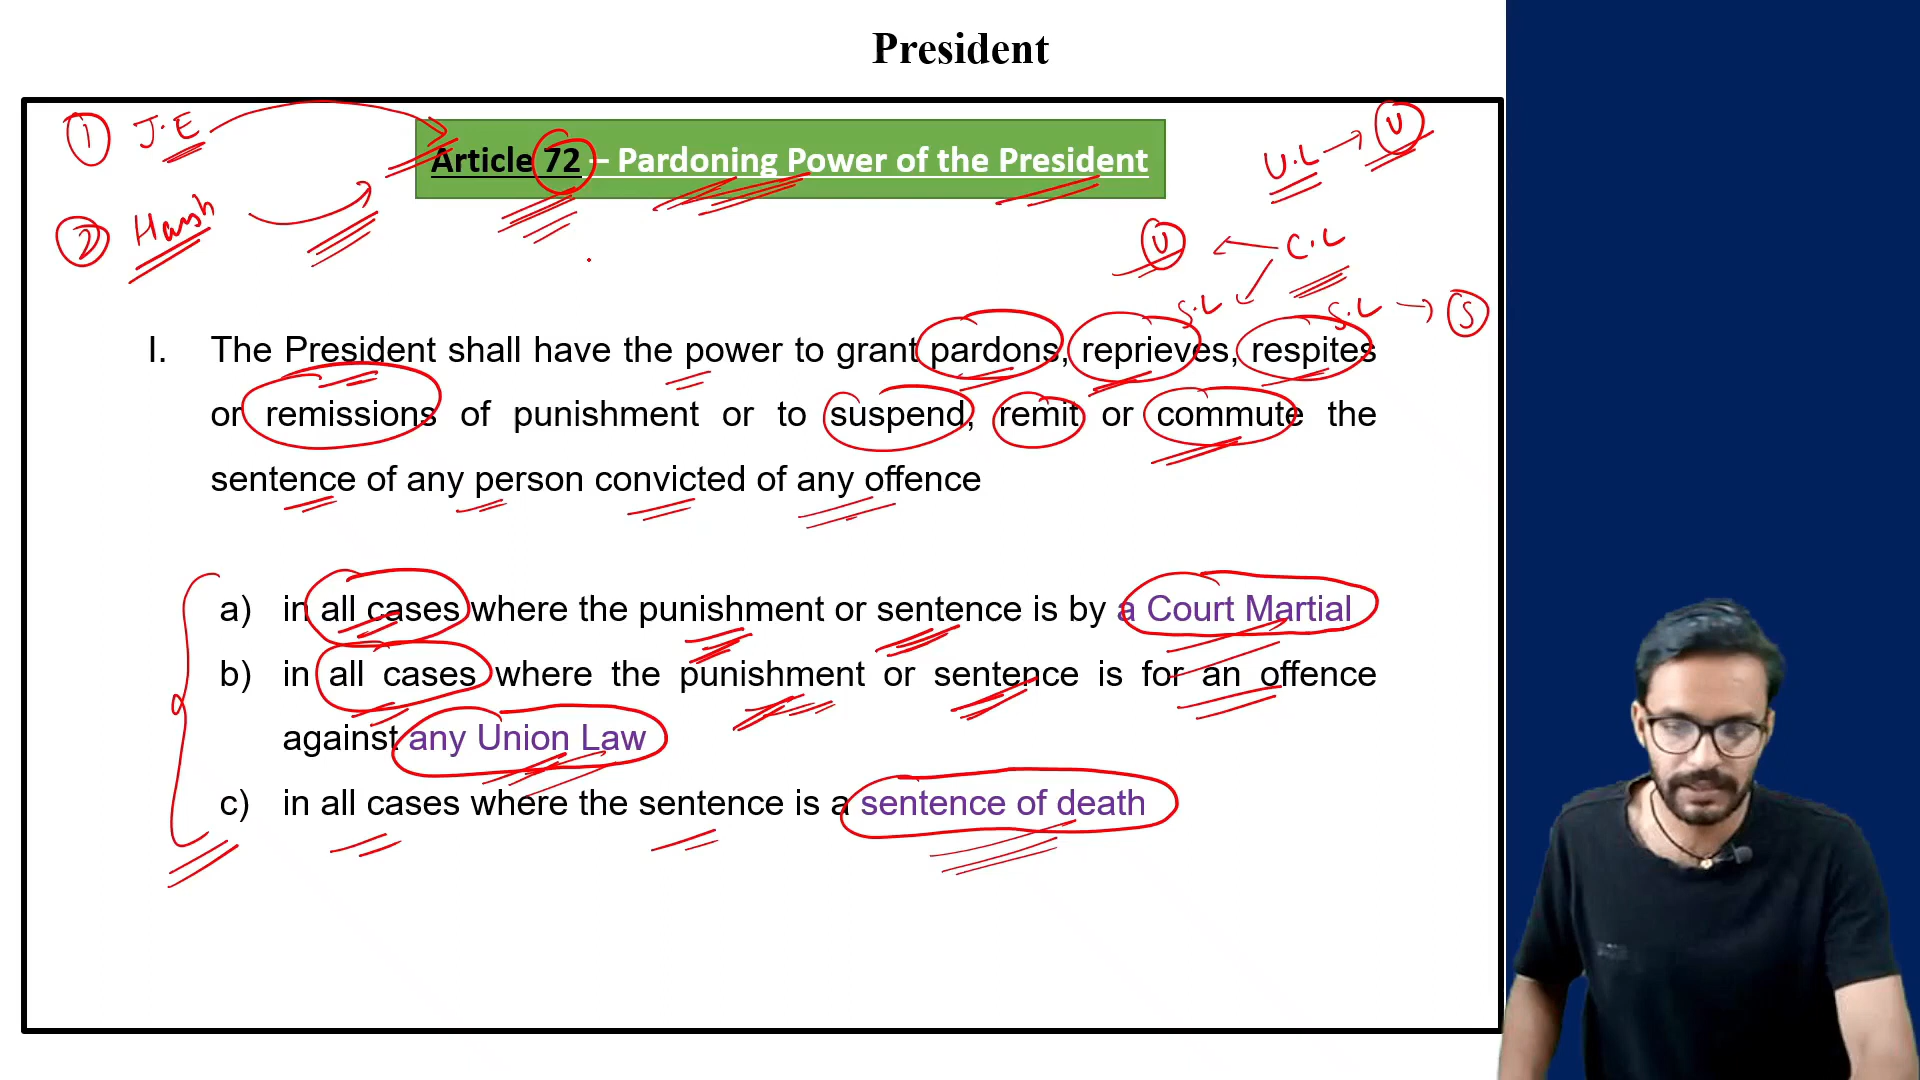 President
① J.E
Article 72 – Pardoning Power of the President
U.L → Ⓤ
② Harsh
Ⓤ ← C.L
S.L
S.L → Ⓢ
I. The President shall have the power to grant pardons, reprieves, respites
or remissions of punishment or to suspend, remit or commute the
sentence of any person convicted of any offence
a) in all cases where the punishment or sentence is by a Court Martial
b) in all cases where the punishment or sentence is for an offence
against any Union Law
c) in all cases where the sentence is a sentence of death